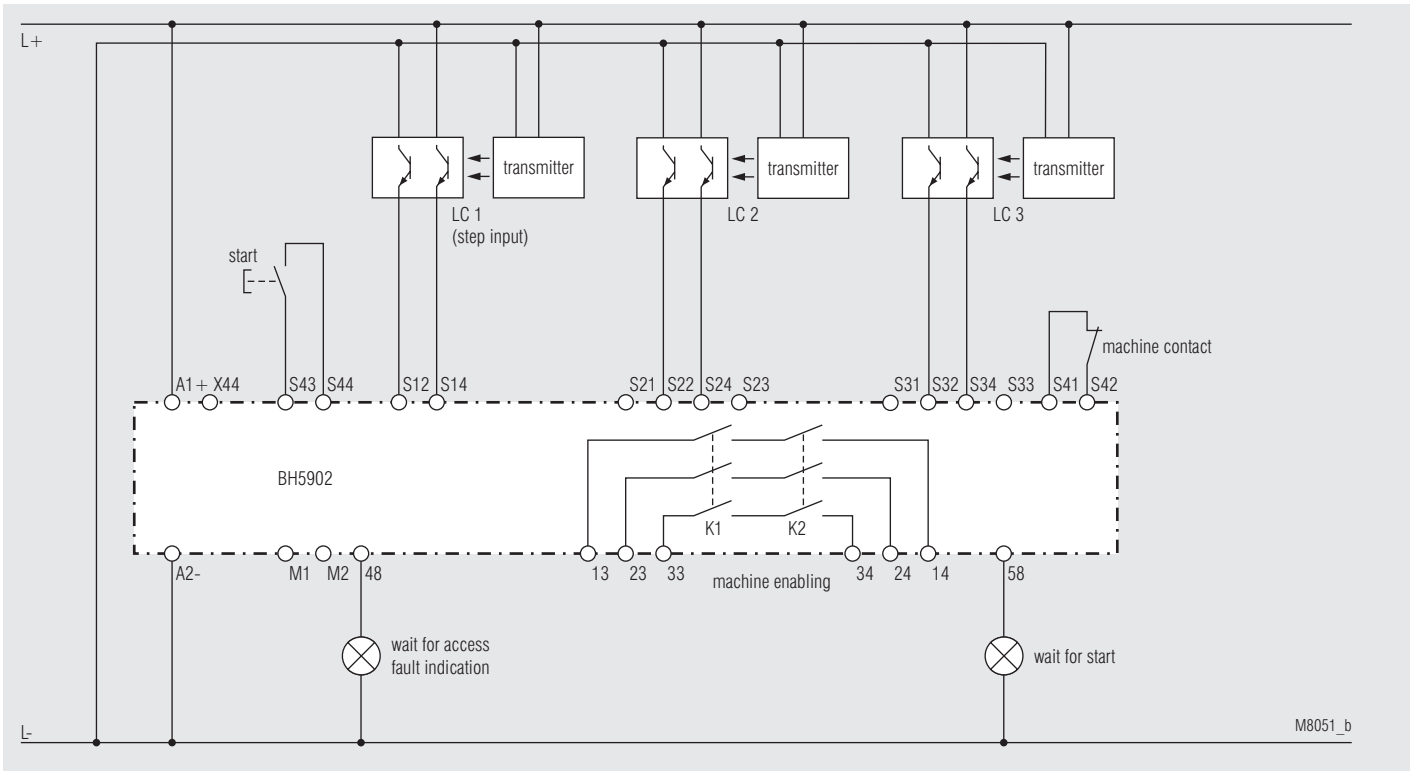 L+
transmitter
transmitter
transmitter
LC 1
(step input)
LC 2
LC 3
start
machine contact
A1+ X44 S43 S44 S12 S14 S21 S22 S24 S23 S31 S32 S34 S33 S41 S42
BH5902
K1 K2
A2- M1 M2 48 13 23 33 machine enabling 34 24 14 58
wait for access
fault indication
wait for start
L-
M8051_b